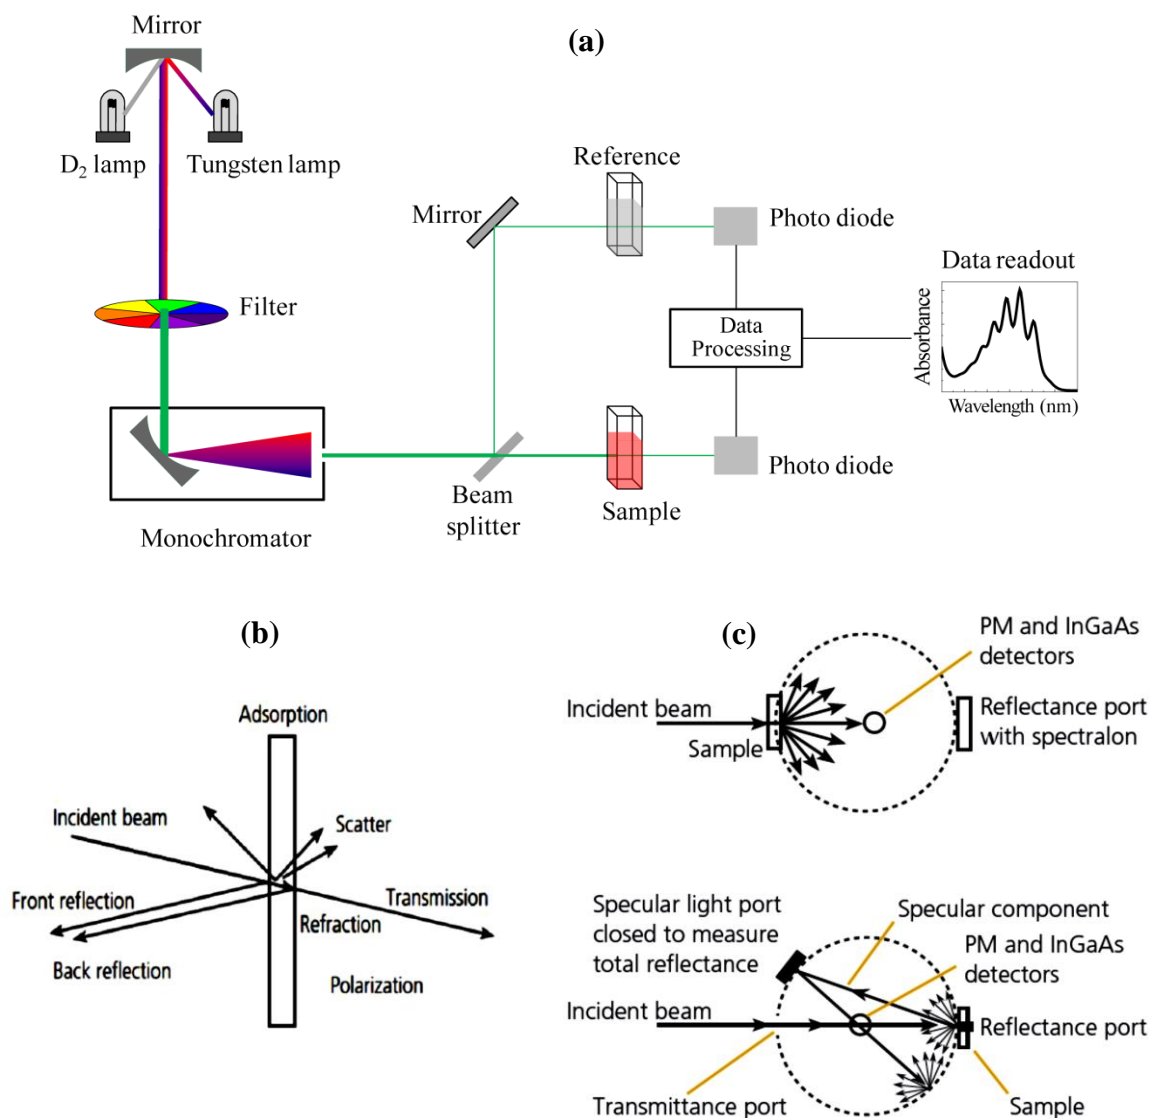 (a)
Mirror
D₂ lamp
Tungsten lamp
Filter
Monochromator
Mirror
Beam
splitter
Reference
Sample
Photo diode
Data
Processing
Photo diode
Data readout
Absorbance
Wavelength (nm)
(b)
Adsorption
Incident beam
Scatter
Front reflection
Transmission
Refraction
Back reflection
Polarization
(c)
PM and InGaAs
detectors
Incident beam
Sample
Reflectance port
with spectralon
Specular light port
closed to measure
total reflectance
Specular component
PM and InGaAs
detectors
Incident beam
Reflectance port
Transmittance port
Sample